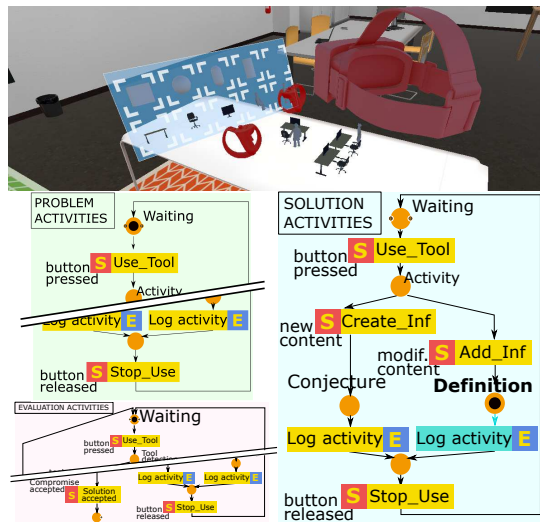 PROBLEM
ACTIVITIES
Waiting
S Use_Tool
button
pressed
Activity
Log activity E
Log activity E
button
released
S Stop_Use
EVALUATION ACTIVITIES
Waiting
button
pressed
S Use_Tool
Tool
Compromise
accepted
S Solution
accepted
Log activity E
Log activity E
S Stop_Use
button
released
SOLUTION
ACTIVITIES
Waiting
S Use_Tool
button
pressed
Activity
new
content
S Create_Inf
modif.
content
S Add_Inf
Conjecture
Definition
Log activity E
Log activity E
S Stop_Use
button
released